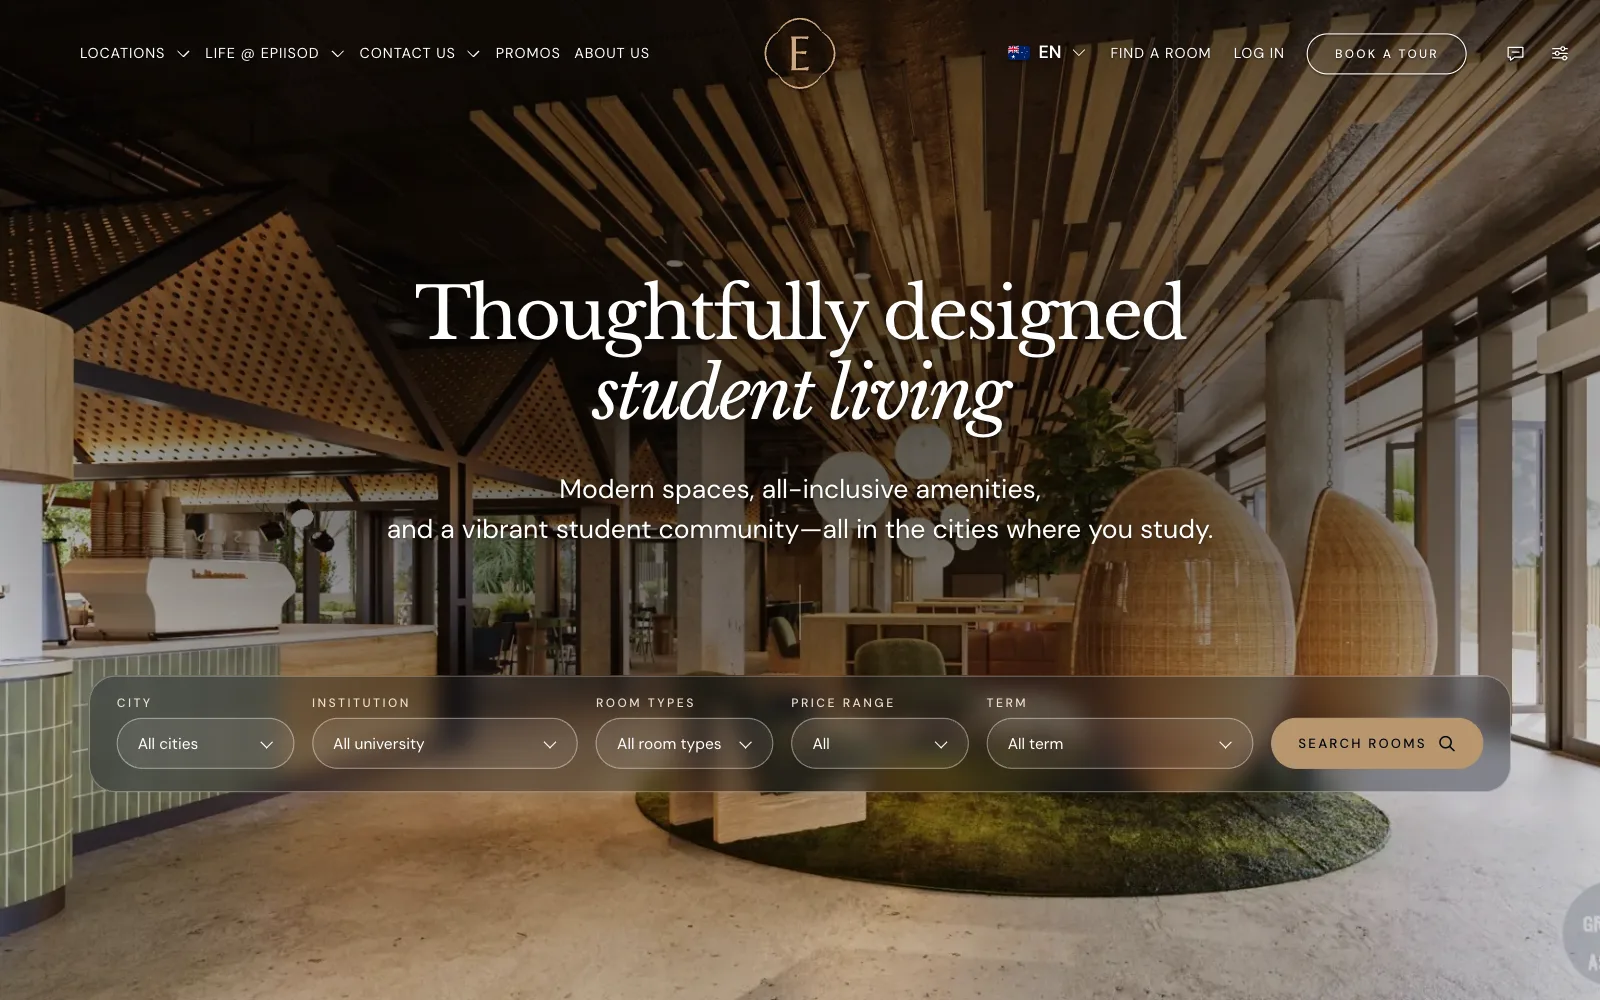 LOCATIONS
LIFE @ EPIISOD
CONTACT US
PROMOS
ABOUT US
E
EN
FIND A ROOM
LOG IN
BOOK A TOUR
Thoughtfully designed
student living
Modern spaces, all-inclusive amenities,
and a vibrant student community—all in the cities where you study.
CITY
INSTITUTION
ROOM TYPES
PRICE RANGE
TERM
All cities
All university
All room types
All
All term
SEARCH ROOMS